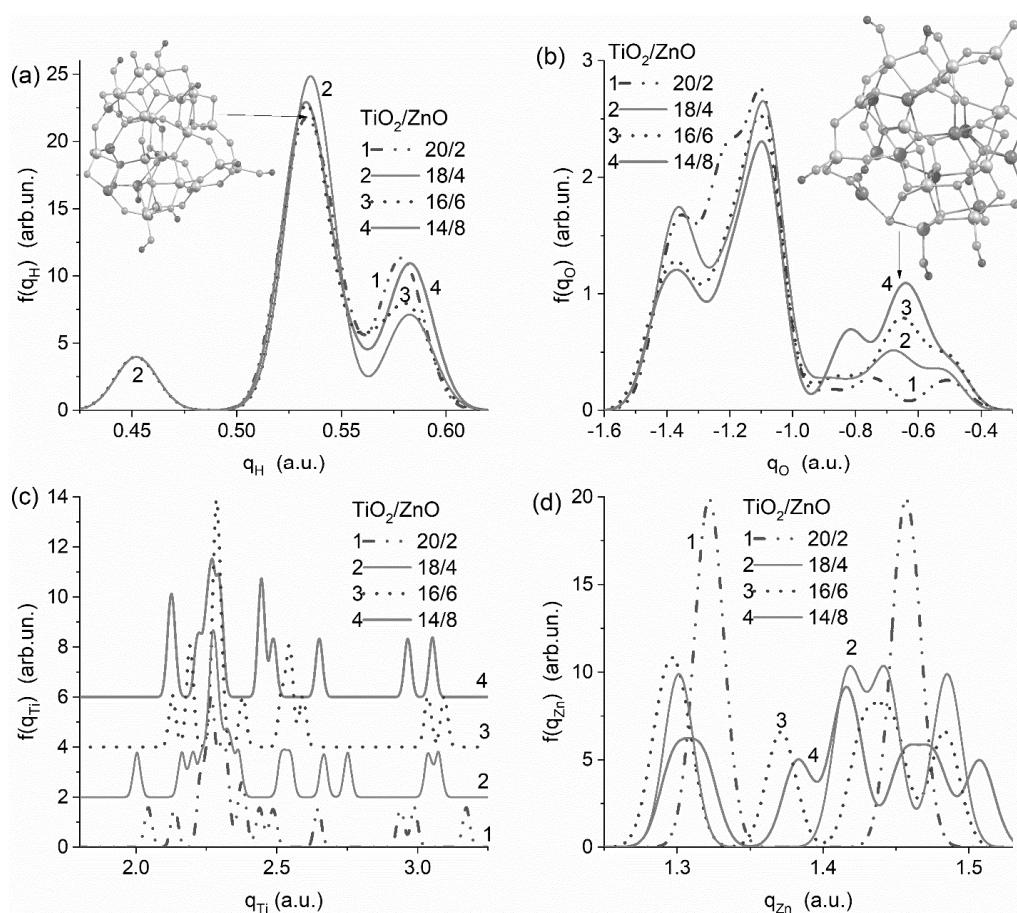 (a)
25
20
15
10
5
0
f(q_H) (arb.un.)
2
TiO₂/ZnO
1 20/2
2 18/4
3 16/6
4 14/8
1
4
3
2
0.45 0.50 0.55 0.60
q_H (a.u.)
(b)
3
2
1
0
f(q_O) (arb.un.)
TiO₂/ZnO
1 20/2
2 18/4
3 16/6
4 14/8
4
3
2
1
-1.6 -1.4 -1.2 -1.0 -0.8 -0.6 -0.4
q_O (a.u.)
(c)
14
12
10
8
6
4
2
0
f(q_Ti) (arb.un.)
TiO₂/ZnO
1 20/2
2 18/4
3 16/6
4 14/8
4
3
2
1
2.0 2.5 3.0
q_Ti (a.u.)
(d)
20
15
10
5
0
f(q_Zn) (arb.un.)
TiO₂/ZnO
1 20/2
2 18/4
3 16/6
4 14/8
1
2
3
4
1.3 1.4 1.5
q_Zn (a.u.)